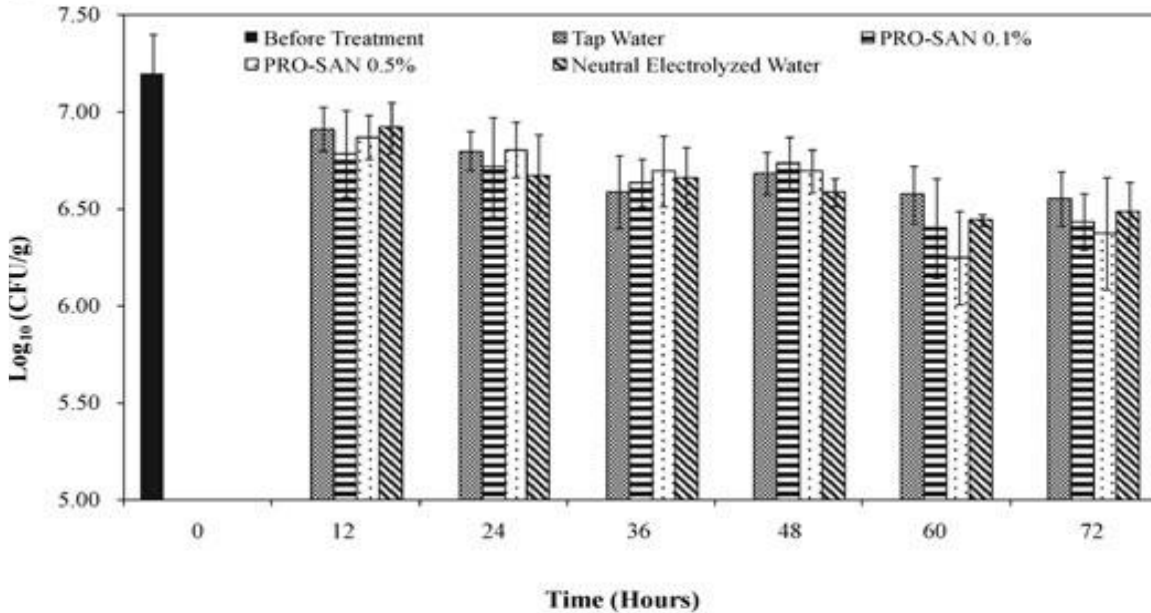 7.50
Before Treatment Tap Water PRO-SAN 0.1%
PRO-SAN 0.5% Neutral Electrolyzed Water
7.00
6.50
6.00
5.50
5.00
Log₁₀ (CFU/g)
0 12 24 36 48 60 72
Time (Hours)